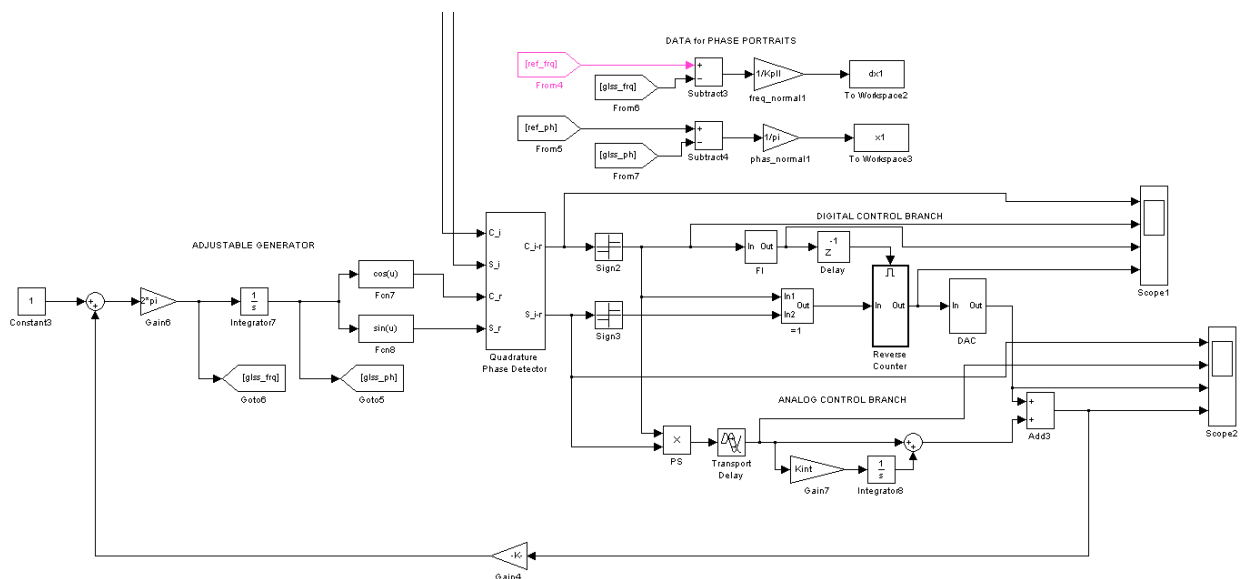 DATA for PHASE PORTRAITS
[ref_frq]
From4
[glss_frq]
From6
+
−
Subtract3
1/Kpll
freq_normal1
dx1
To Workspace2
[ref_ph]
From5
[glss_ph]
From7
+
−
Subtract4
1/pi
phas_normal1
x1
To Workspace3
ADJUSTABLE GENERATOR
1
Constant3
+
+
2*pi
Gain6
1
s
Integrator7
cos(u)
Fcn7
sin(u)
Fcn8
[glss_frq]
Goto6
[glss_ph]
Goto5
C_i
S_i
C_r
S_r
C_i-r
S_i-r
Quadrature
Phase Detector
DIGITAL CONTROL BRANCH
Sign2
Sign3
In Out
FI
-1
Z
Delay
In1
In2
Out
=1
In Out
Reverse
Counter
In
DAC
Scope1
Scope2
ANALOG CONTROL BRANCH
×
PS
Transport
Delay
Kint
Gain7
1
s
Integrator8
+
+
+
+
Add3
-K-
Gain4